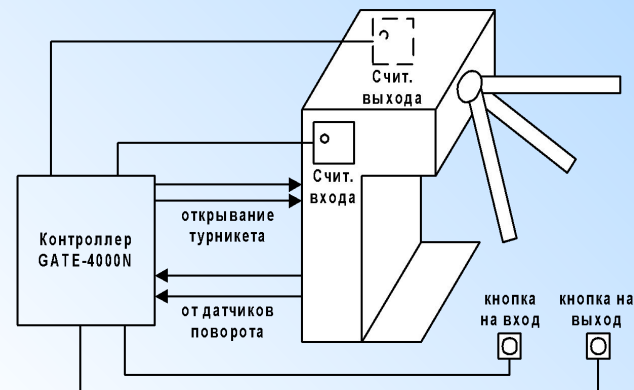 Счит.
выхода
Счит.
входа
открывание
турникета
Контроллер
GATE-4000N
от датчиков
поворота
кнопка
на вход
кнопка на
выход